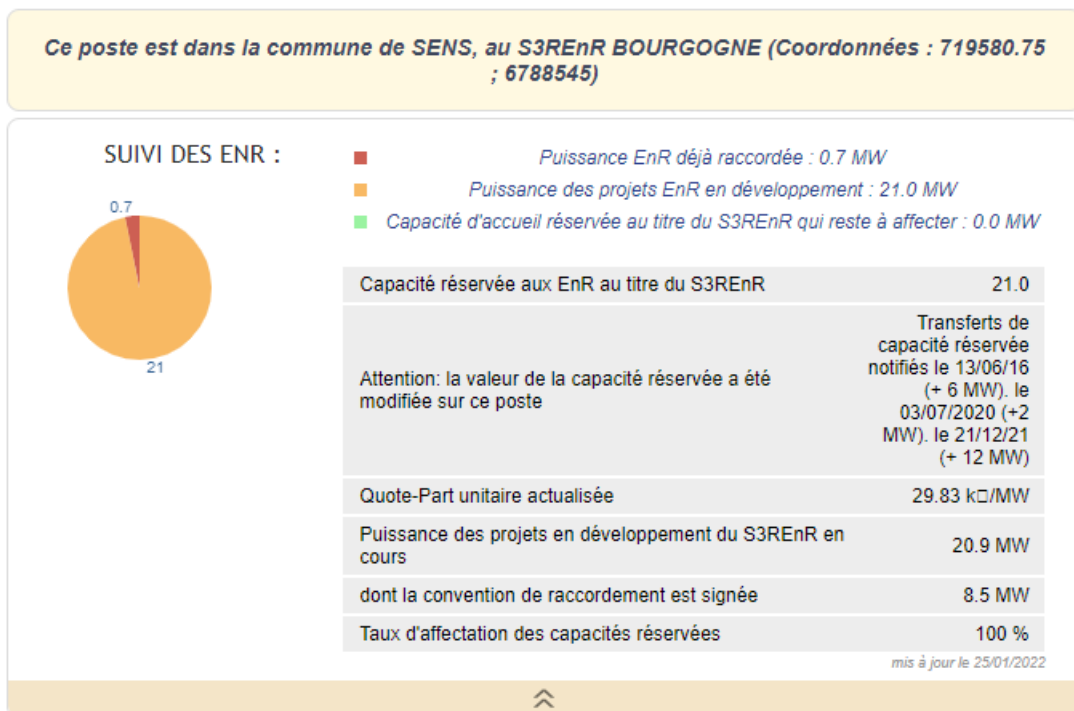 Ce poste est dans la commune de SENS, au S3REnR BOURGOGNE (Coordonnées : 719580.75
; 6788545)
SUIVI DES ENR :
0.7
21
Puissance EnR déjà raccordée : 0.7 MW
Puissance des projets EnR en développement : 21.0 MW
Capacité d'accueil réservée au titre du S3REnR qui reste à affecter : 0.0 MW
Capacité réservée aux EnR au titre du S3REnR 21.0
Attention: la valeur de la capacité réservée a été
modifiée sur ce poste
Transferts de
capacité réservée
notifiés le 13/06/16
(+ 6 MW). le
03/07/2020 (+2
MW). le 21/12/21
(+ 12 MW)
Quote-Part unitaire actualisée 29.83 k□/MW
Puissance des projets en développement du S3REnR en
cours 20.9 MW
dont la convention de raccordement est signée 8.5 MW
Taux d'affectation des capacités réservées 100 %
mis à jour le 25/01/2022